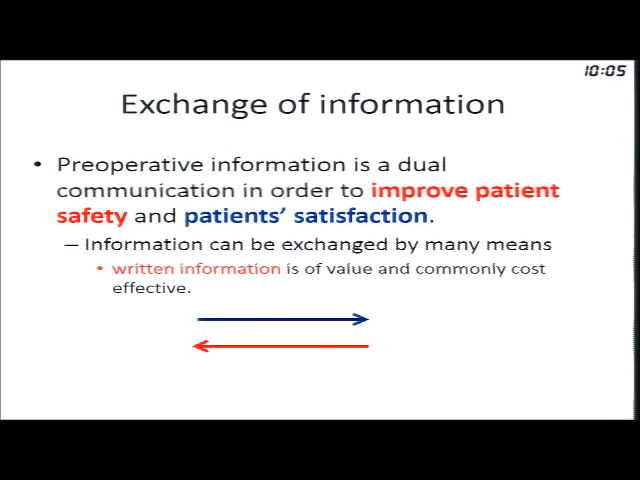 10:05
Exchange of information
• Preoperative information is a dual
communication in order to improve patient
safety and patients' satisfaction.
– Information can be exchanged by many means
• written information is of value and commonly cost
effective.